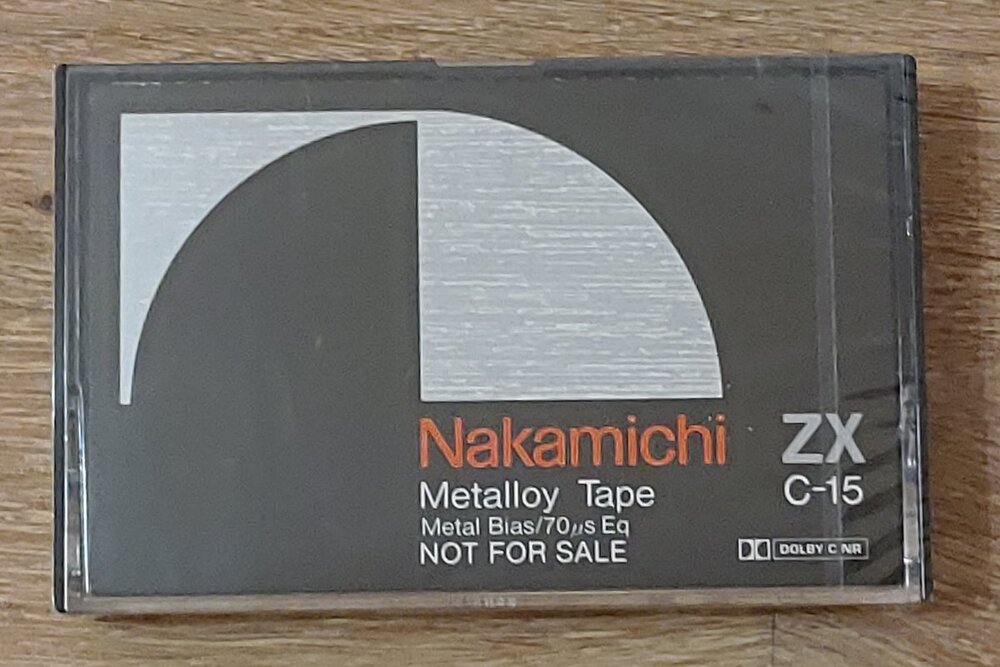 Nakamichi
ZX
Metalloy Tape
C-15
Metal Bias/70μs Eq
NOT FOR SALE
DOLBY C NR